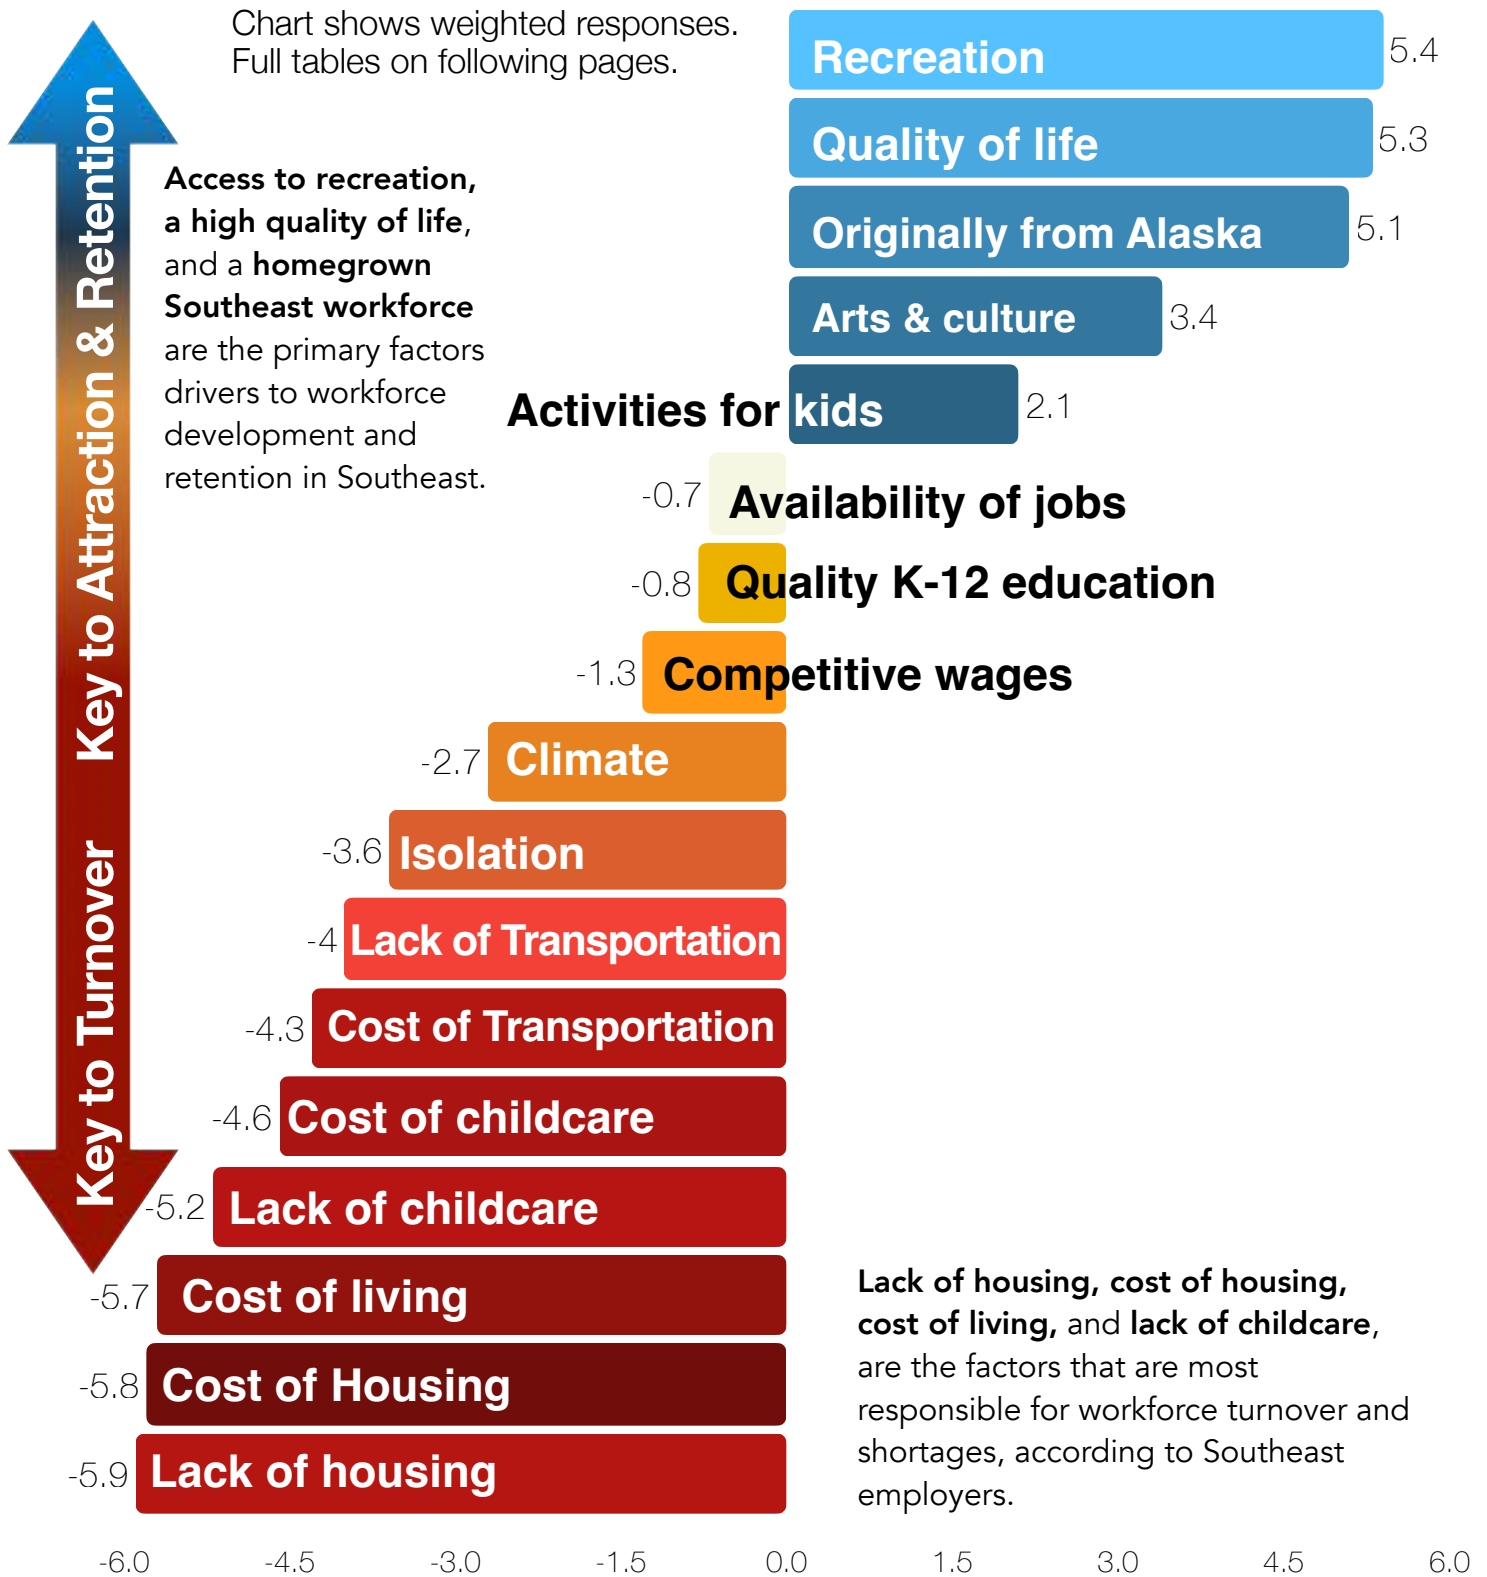 Chart shows weighted responses.
Full tables on following pages.
Key to Attraction & Retention
Key to Turnover
Access to recreation,
a high quality of life,
and a homegrown
Southeast workforce
are the primary factors
drivers to workforce
development and
retention in Southeast.
Recreation 5.4
Quality of life 5.3
Originally from Alaska 5.1
Arts & culture 3.4
Activities for kids 2.1
-0.7 Availability of jobs
-0.8 Quality K-12 education
-1.3 Competitive wages
-2.7 Climate
-3.6 Isolation
-4 Lack of Transportation
-4.3 Cost of Transportation
-4.6 Cost of childcare
-5.2 Lack of childcare
-5.7 Cost of living
-5.8 Cost of Housing
-5.9 Lack of housing
Lack of housing, cost of housing,
cost of living, and lack of childcare,
are the factors that are most
responsible for workforce turnover and
shortages, according to Southeast
employers.
-6.0 -4.5 -3.0 -1.5 0.0 1.5 3.0 4.5 6.0